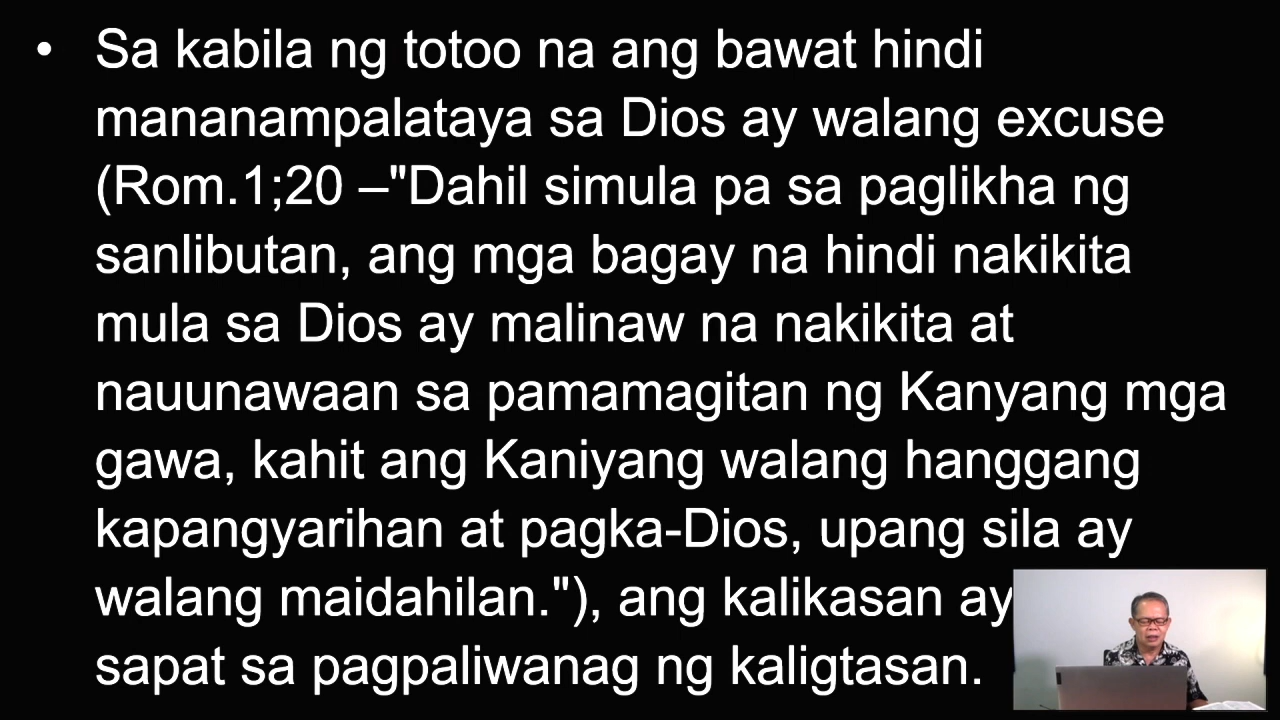 • Sa kabila ng totoo na ang bawat hindi
mananampalataya sa Dios ay walang excuse
(Rom.1;20 –"Dahil simula pa sa paglikha ng
sanlibutan, ang mga bagay na hindi nakikita
mula sa Dios ay malinaw na nakikita at
nauunawaan sa pamamagitan ng Kanyang mga
gawa, kahit ang Kaniyang walang hanggang
kapangyarihan at pagka-Dios, upang sila ay
walang maidahilan."), ang kalikasan ay
sapat sa pagpaliwanag ng kaligtasan.